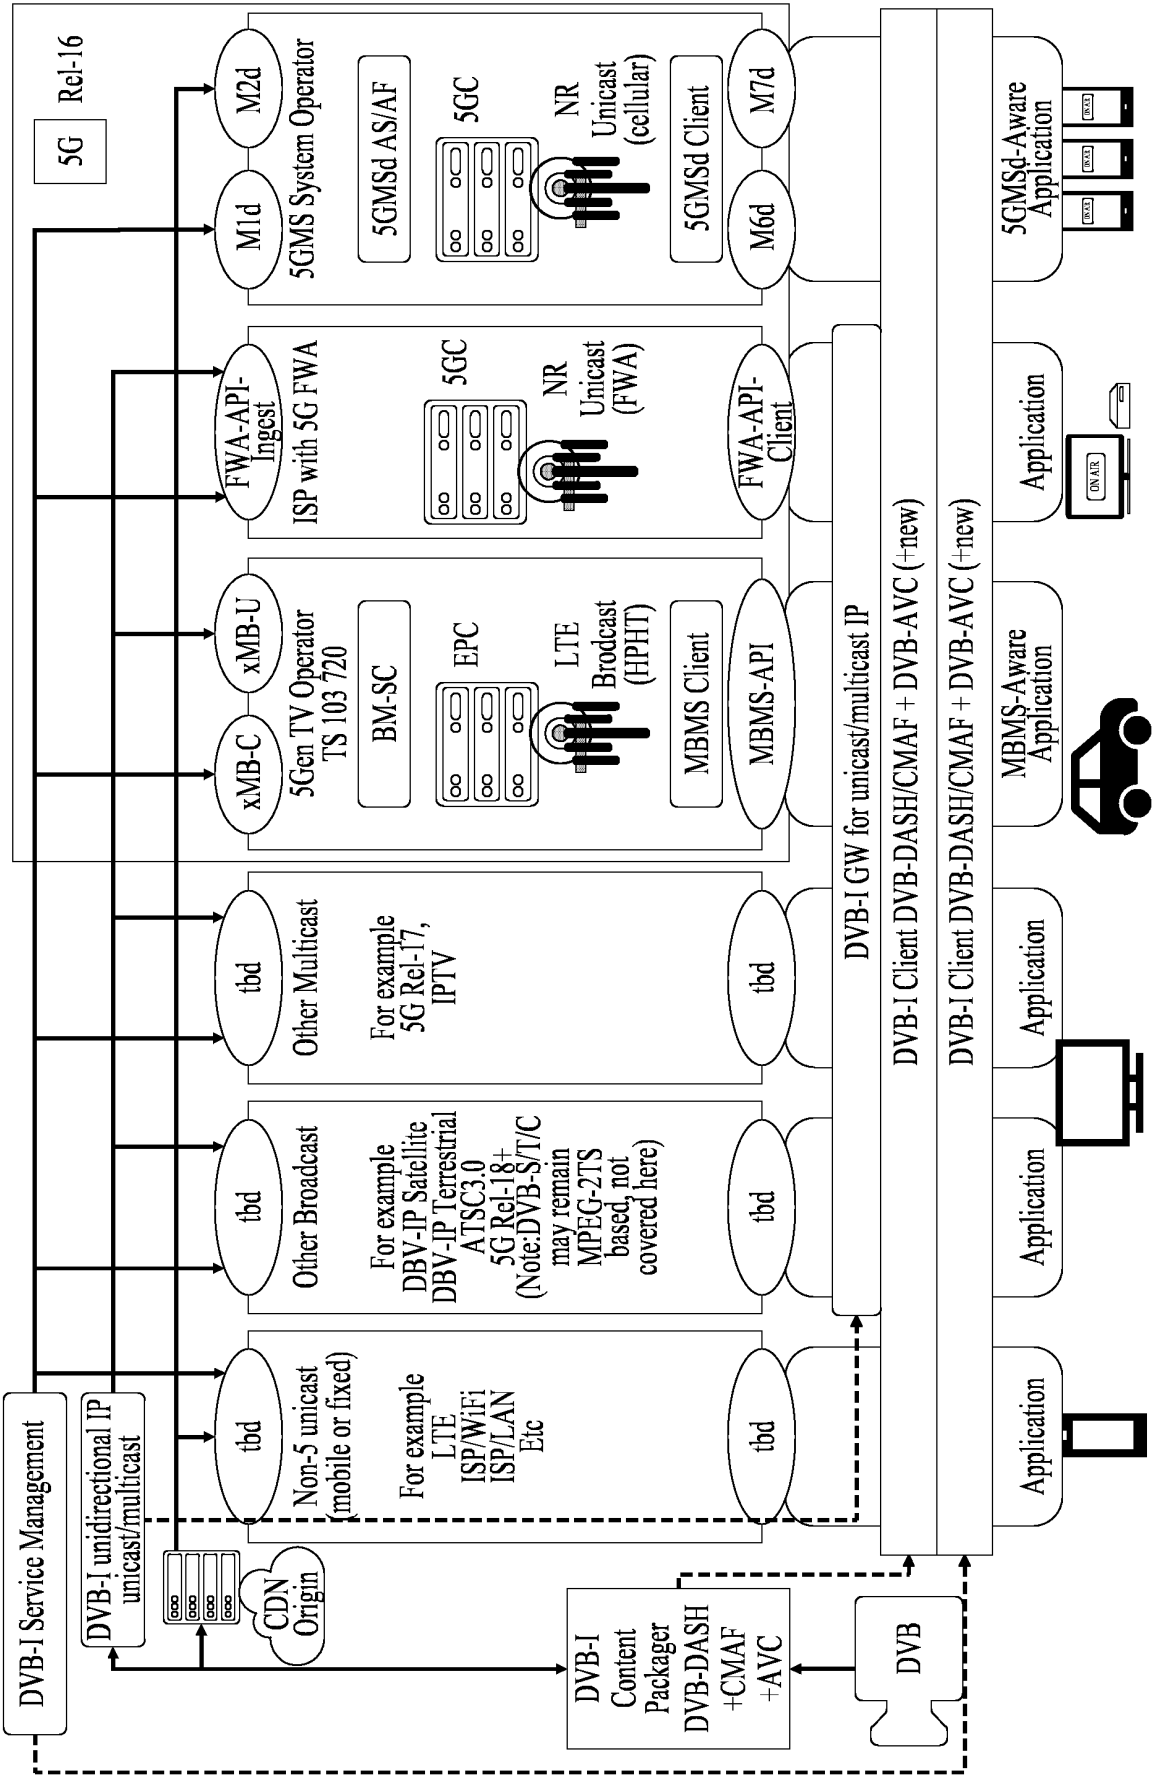 DVB-I Service Management
DVB-I unidirectional IP
unicast/multicast
CDN
Origin
DVB-I
Content
Packager
DVB-DASH
+CMAF
+AVC
DVB
tbd
Non-5 unicast
(mobile or fixed)
For example
LTE
ISP/WiFi
ISP/LAN
Etc
tbd
Application
tbd
Other Broadcast
For example
DBV-IP Satellite
DBV-IP Terrestrial
ATSC3.0
5G Rel-18+
(Note:DVB-S/T/C
may remain
MPEG-2TS
based, not
covered here)
tbd
Application
tbd
Other Multicast
For example
5G Rel-17,
IPTV
tbd
Application
xMB-C
xMB-U
5Gen TV Operator
TS 103 720
BM-SC
EPC
LTE
Brodcast
(HPHT)
MBMS Client
MBMS-API
MBMS-Aware
Application
FWA-API-
Ingest
ISP with 5G FWA
5GC
NR
Unicast
(FWA)
FWA-API-
Client
Application
ON AIR
5G
Rel-16
M1d
M2d
5GMS System Operator
5GMSd AS/AF
5GC
NR
Unicast
(cellular)
5GMSd Client
M6d
M7d
5GMSd-Aware
Application
ON AIR
ON AIR
ON AIR
DVB-I GW for unicast/multicast IP
DVB-I Client DVB-DASH/CMAF + DVB-AVC (+new)
DVB-I Client DVB-DASH/CMAF + DVB-AVC (+new)